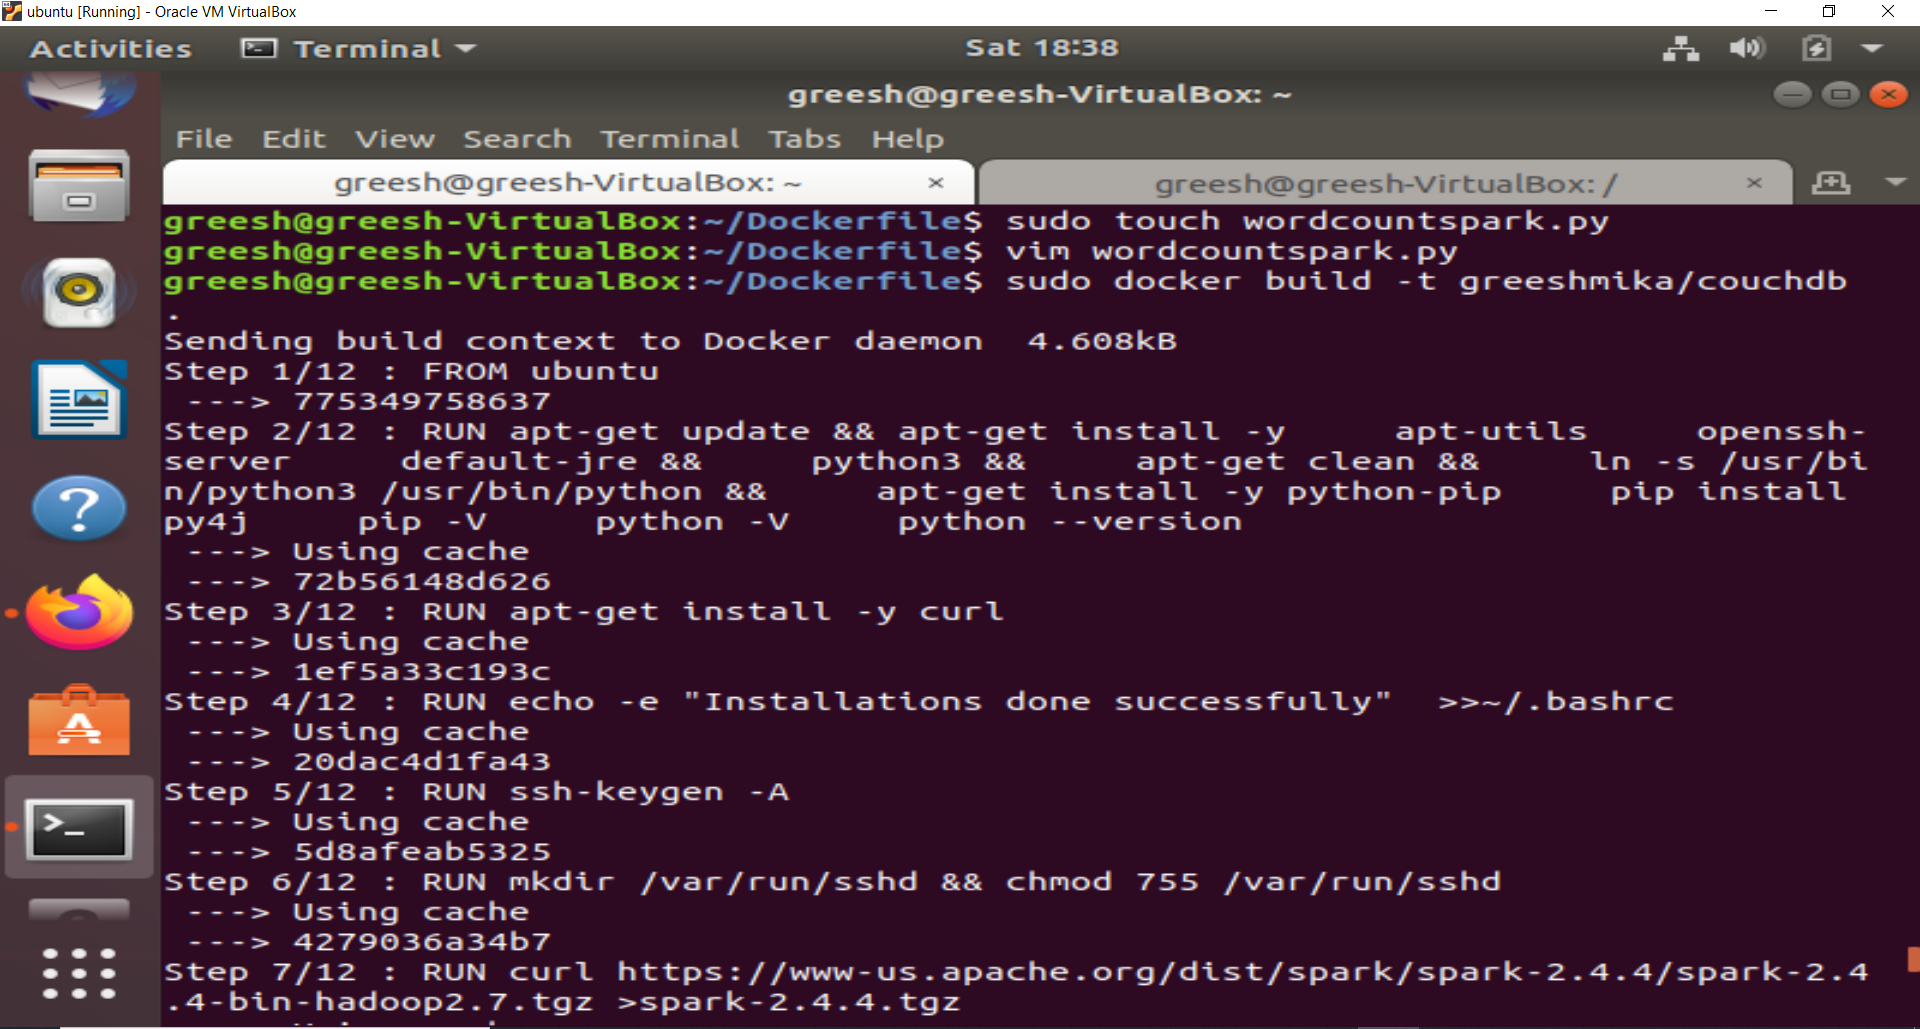 ubuntu [Running] - Oracle VM VirtualBox
Activities Terminal Sat 18:38
greesh@greesh-VirtualBox: ~
File Edit View Search Terminal Tabs Help
greesh@greesh-VirtualBox: ~ × greesh@greesh-VirtualBox: / ×
greesh@greesh-VirtualBox:~/Dockerfile$ sudo touch wordcountspark.py
greesh@greesh-VirtualBox:~/Dockerfile$ vim wordcountspark.py
greesh@greesh-VirtualBox:~/Dockerfile$ sudo docker build -t greeshmika/couchdb
.
Sending build context to Docker daemon  4.608kB
Step 1/12 : FROM ubuntu
 ---> 775349758637
Step 2/12 : RUN apt-get update && apt-get install -y     apt-utils     openssh-
server     default-jre &&     python3 &&     apt-get clean &&     ln -s /usr/bi
n/python3 /usr/bin/python &&     apt-get install -y python-pip     pip install
py4j     pip -V     python -V     python --version
 ---> Using cache
 ---> 72b56148d626
Step 3/12 : RUN apt-get install -y curl
 ---> Using cache
 ---> 1ef5a33c193c
Step 4/12 : RUN echo -e "Installations done successfully"  >>~/.bashrc
 ---> Using cache
 ---> 20dac4d1fa43
Step 5/12 : RUN ssh-keygen -A
 ---> Using cache
 ---> 5d8afeab5325
Step 6/12 : RUN mkdir /var/run/sshd && chmod 755 /var/run/sshd
 ---> Using cache
 ---> 4279036a34b7
Step 7/12 : RUN curl https://www-us.apache.org/dist/spark/spark-2.4.4/spark-2.4
.4-bin-hadoop2.7.tgz >spark-2.4.4.tgz